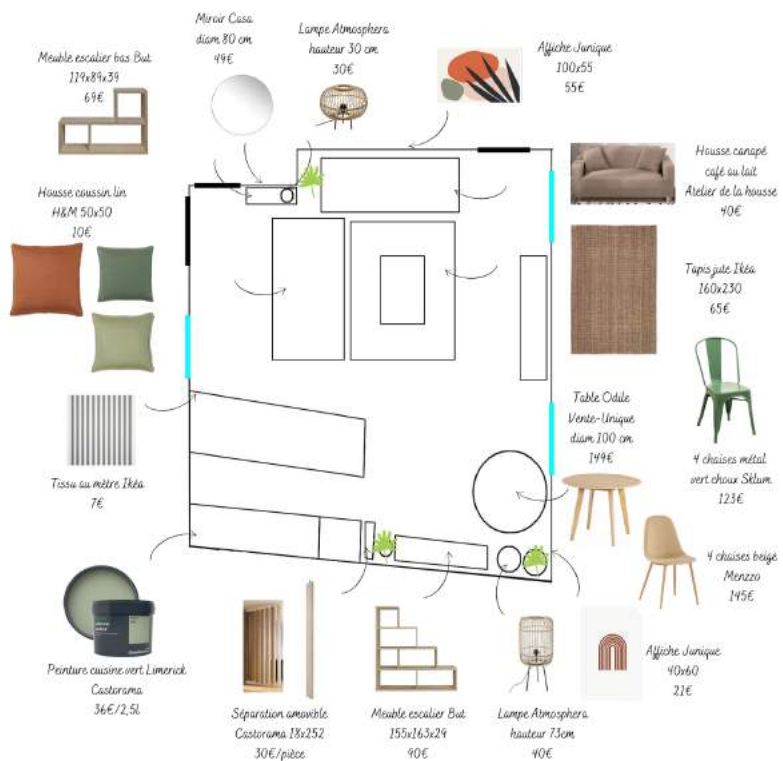 Miroir Casa
diam 80 cm
49€
Lampe Atmosphera
hauteur 30 cm
30€
Affiche Junique
100x55
55€
Meuble escalier bas But
119x89x39
69€
Housse canapé
café au lait
Atelier de la housse
40€
Housse coussin lin
H&M 50x50
10€
Tapis jute Ikéa
160x230
65€
Table Odile
Vente-Unique
diam 100 cm
149€
4 chaises métal
vert choux Sklum
123€
Tissu au mètre Ikéa
7€
4 chaises beige
Menzzo
145€
Peinture cuisine vert Limerick
Castorama
36€/2,5L
Séparation amovible
Castorama 18x252
30€/pièce
Meuble escalier But
155x163x29
90€
Lampe Atmosphera
hauteur 73cm
40€
Affiche Junique
40x60
21€